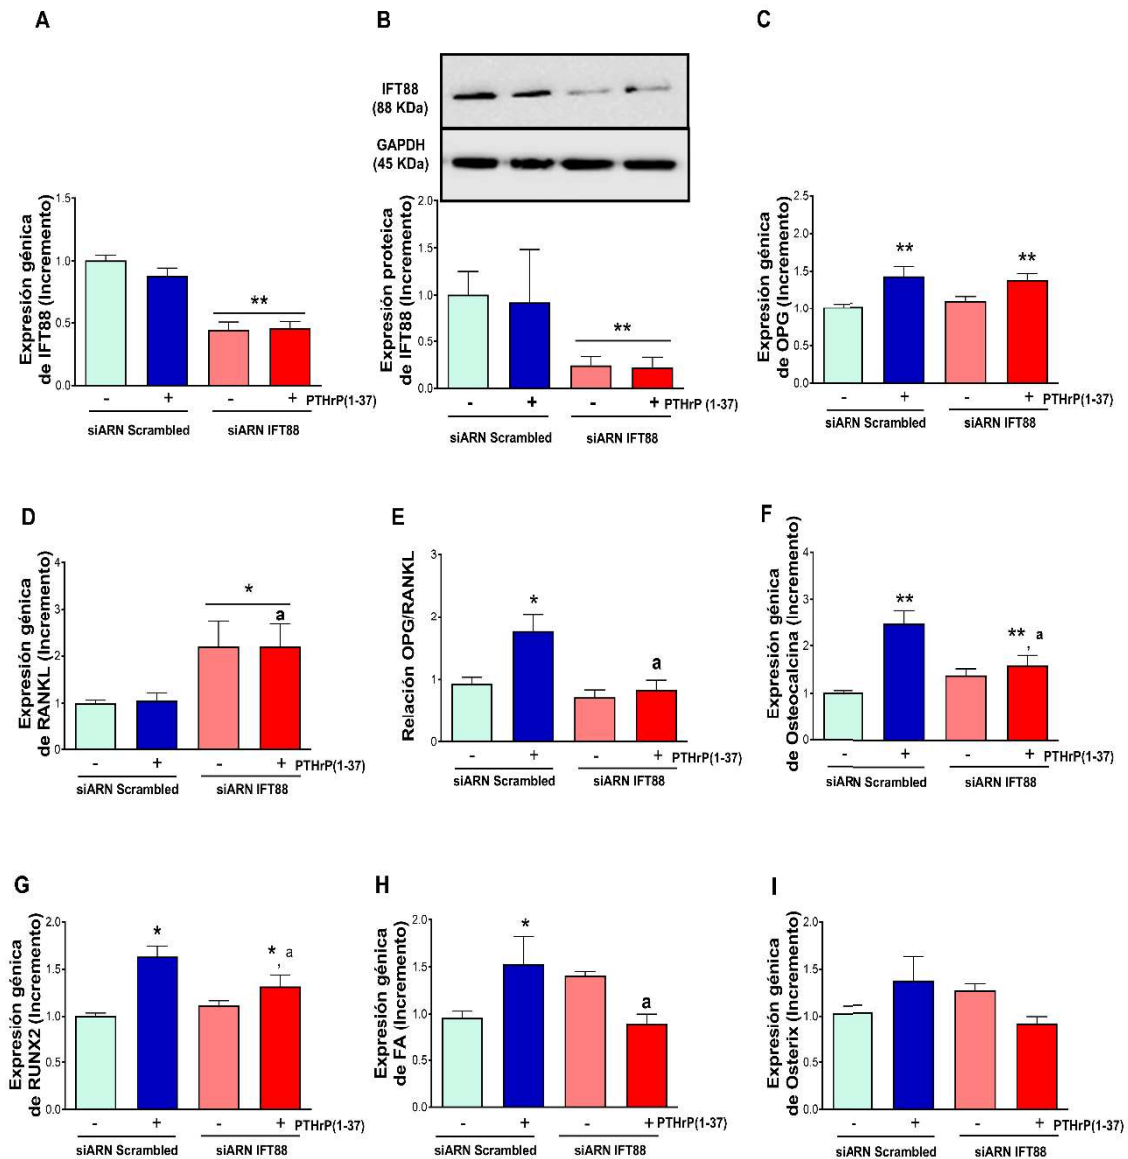 A
B
C
IFT88
(88 KDa)
GAPDH
(45 KDa)
Expresión génica
de IFT88 (Incremento)
1.5
1.0
0.5
0.0
**
- + - + PTHrP(1-37)
siARN Scrambled siARN IFT88
Expresión proteica
de IFT88 (Incremento)
2.0
1.5
1.0
0.5
0.0
**
- + - + PTHrP (1-37)
siARN Scrambled siARN IFT88
Expresión génica
de OPG (Incremento)
2.5
2.0
1.5
1.0
0.5
0.0
** **
- + - + PTHrP(1-37)
siARN Scrambled siARN IFT88
D
E
F
Expresión génica
de RANKL (Incremento)
4
3
2
1
0
*
a
- + - + PTHrP(1-37)
siARN Scrambled siARN IFT88
Relación OPG/RANKL
3
2
1
0
* a
- + - + PTHrP(1-37)
siARN Scrambled siARN IFT88
Expresión génica
de Osteocalcina (Incremento)
4
3
2
1
0
** **, a
- + - + PTHrP(1-37)
siARN Scrambled siARN IFT88
G
H
I
Expresión génica
de RUNX2 (Incremento)
2.0
1.5
1.0
0.5
0.0
* *, a
- + - + PTHrP(1-37)
siARN Scrambled siARN IFT88
Expresión génica
de FA (Incremento)
2.0
1.5
1.0
0.5
0.0
* a
- + - + PTHrP(1-37)
siARN Scrambled siARN IFT88
Expresión génica
de Osterix (Incremento)
2.0
1.5
1.0
0.5
0.0
- + - + PTHrP(1-37)
siARN Scrambled siARN IFT88